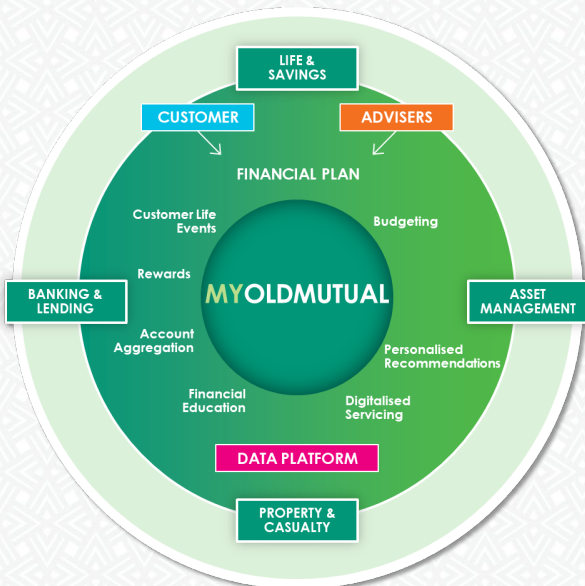 LIFE &
SAVINGS
CUSTOMER
ADVISERS
FINANCIAL PLAN
Customer Life
Events
Budgeting
Rewards
MYOLDMUTUAL
BANKING &
LENDING
ASSET
MANAGEMENT
Account
Aggregation
Personalised
Recommendations
Financial
Education
Digitalised
Servicing
DATA PLATFORM
PROPERTY &
CASUALTY